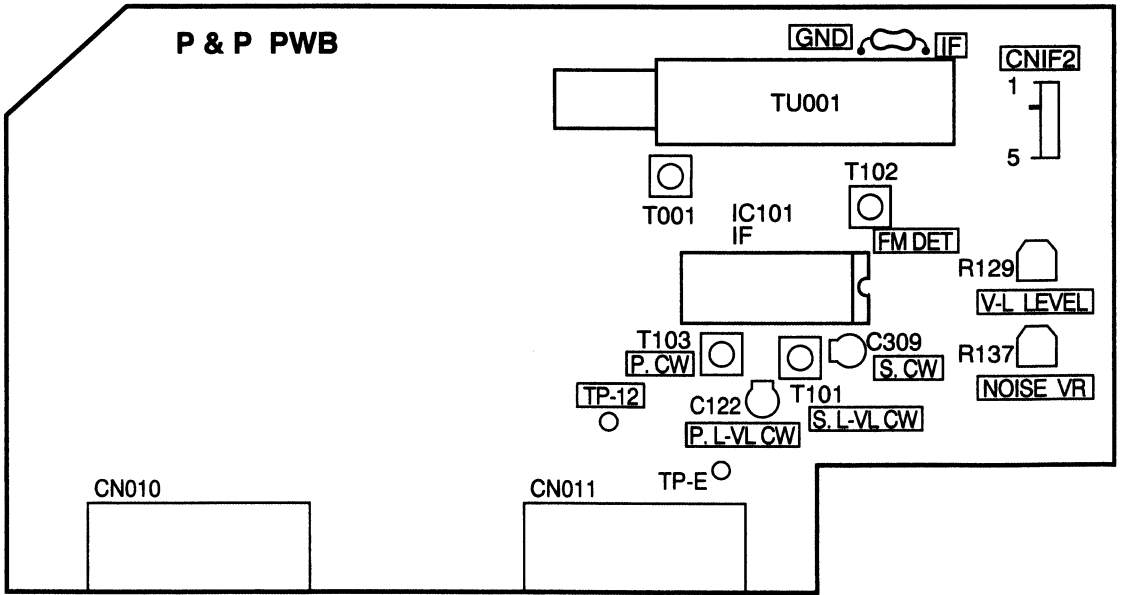 P & P PWB
GND
IF
CNIF2
1
5
TU001
T001
T102
IC101
IF
FM DET
R129
V-L LEVEL
T103
P. CW
C309
S. CW
R137
NOISE VR
TP-12
C122
P. L-VL CW
T101
S. L-VL CW
TP-E
CN010
CN011